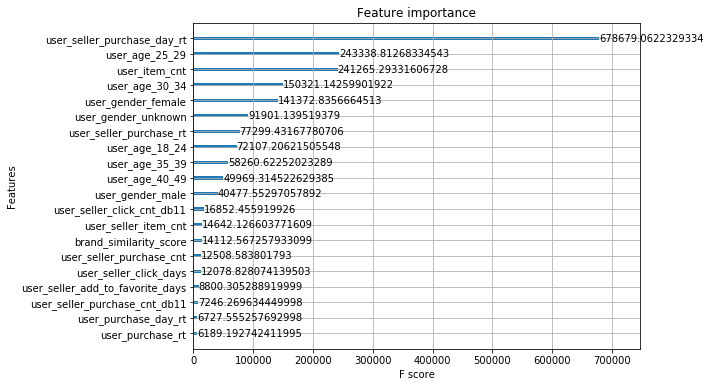 Feature importance
Features
user_seller_purchase_day_rt 678679.0622329334
user_age_25_29 243338.81268334543
user_item_cnt 241265.29331606728
user_age_30_34 150321.14259901922
user_gender_female 141372.8356664513
user_gender_unknown 91901.139519379
user_seller_purchase_rt 77299.43167780706
user_age_18_24 72107.20621505548
user_age_35_39 58260.62252023289
user_age_40_49 49969.314522629385
user_gender_male 40477.55297057892
user_seller_click_cnt_db11 16852.455919926
user_seller_item_cnt 14642.126603771609
brand_similarity_score 14112.567257933099
user_seller_purchase_cnt 12508.583801793
user_seller_click_days 12078.828074139503
user_seller_add_to_favorite_days 8800.305288919999
user_seller_purchase_cnt_db11 7246.269634449998
user_purchase_day_rt 6727.555257692998
user_purchase_rt 6189.192742411995
0 100000 200000 300000 400000 500000 600000 700000
F score